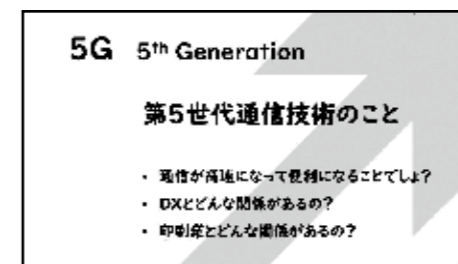 5G 5th Generation
第5世代通信技術のこと
・ 通信が高速になって便利になることでしょ?
・ DXとどんな関係があるの?
・ 印刷業とどんな関係があるの?